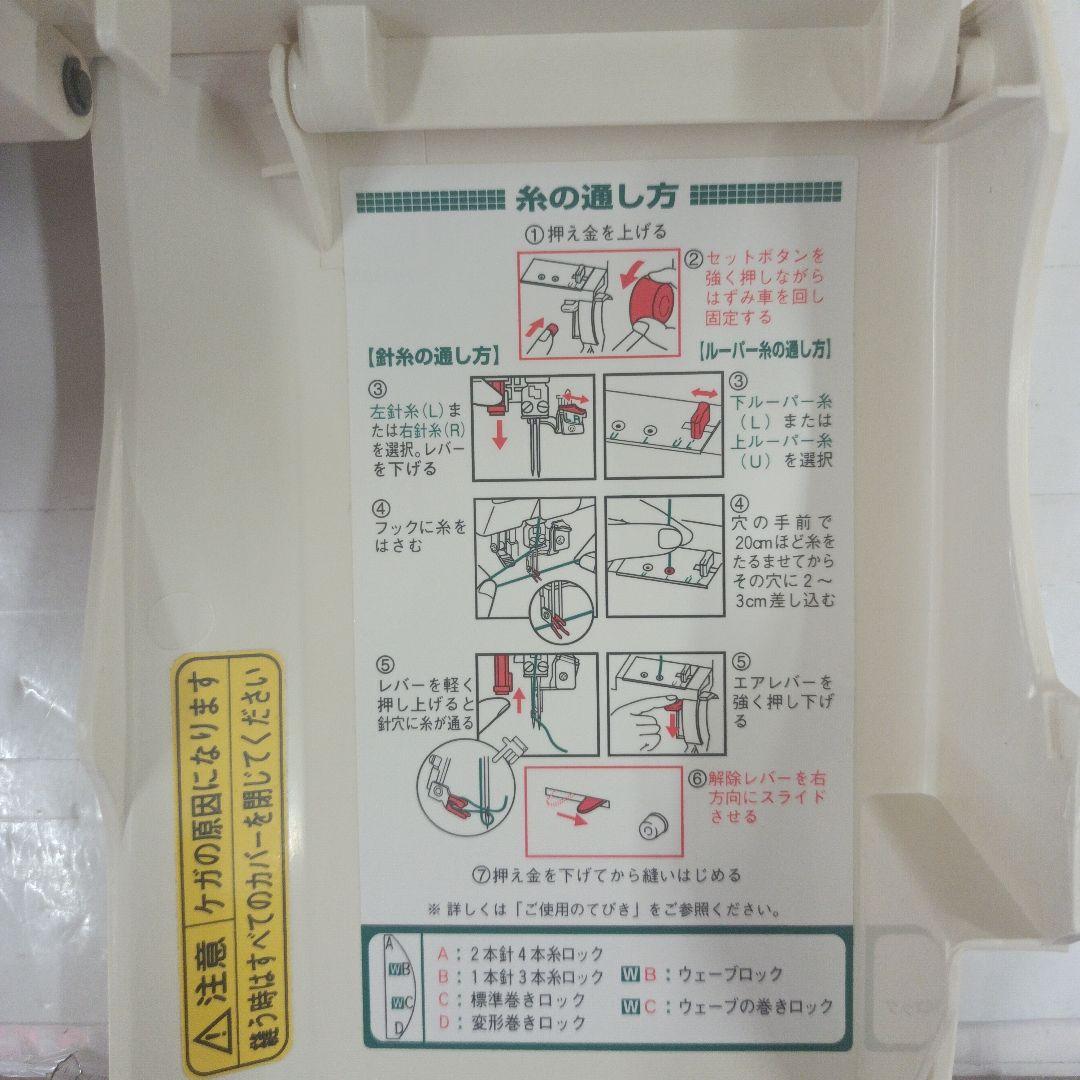 糸の通し方
①押え金を上げる
②セットボタンを
強く押しながら
はずみ車を回し
固定する
【針糸の通し方】
③
左針糸(L)ま
たは右針糸(R)
を選択。レバー
を下げる
④
フックに糸を
はさむ
⑤
レバーを軽く
押し上げると
針穴に糸が通る
【ルーパー糸の通し方】
③
下ルーパー糸
(L)または
上ルーパー糸
(U)を選択
④
穴の手前で
20cmほど糸を
たるませてから
その穴に2〜
3cm差し込む
⑤
エアレバーを
強く押し下げ
る
⑥解除レバーを右
方向にスライド
させる
⑦押え金を下げてから縫いはじめる
※詳しくは「ご使用のてびき」をご参照ください。
A
WB
WC
D
A：2本針4本糸ロック
B：1本針3本糸ロック
C：標準巻きロック
D：変形巻きロック
WB：ウェーブロック
WC：ウェーブの巻きロック
注意 ケガの原因になります
縫う時はすべてのカバーを閉じてください